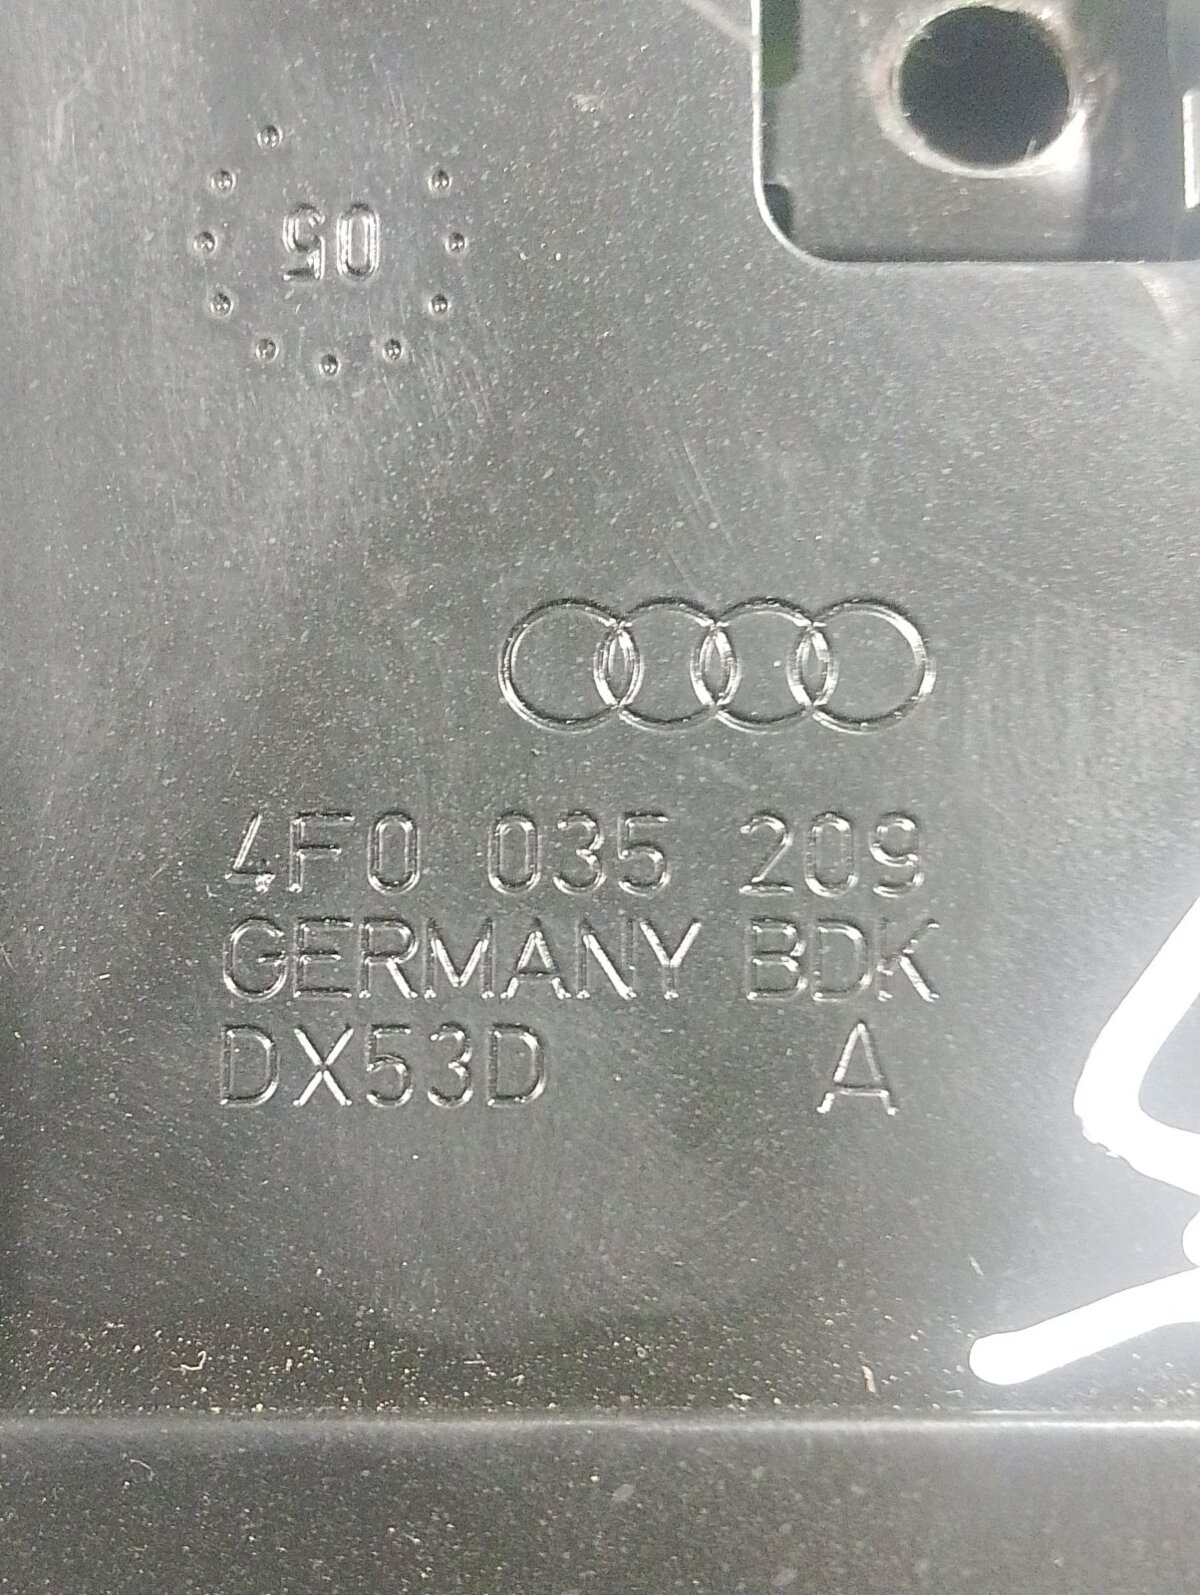 05
4F0 035 209
GERMANY BDK
DX53D A